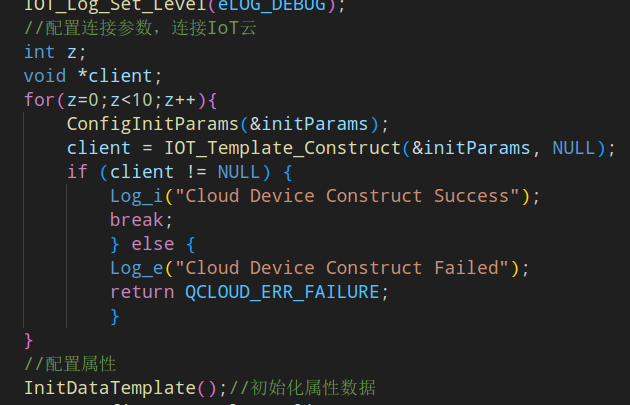 IOT_Log_Set_Level(eLOG_DEBUG);
//配置连接参数，连接IoT云
int z;
void *client;
for(z=0;z<10;z++){
ConfigInitParams(&initParams);
client = IOT_Template_Construct(&initParams, NULL);
if (client != NULL) {
Log_i("Cloud Device Construct Success");
break;
} else {
Log_e("Cloud Device Construct Failed");
return QCLOUD_ERR_FAILURE;
}
}
//配置属性
InitDataTemplate();//初始化属性数据